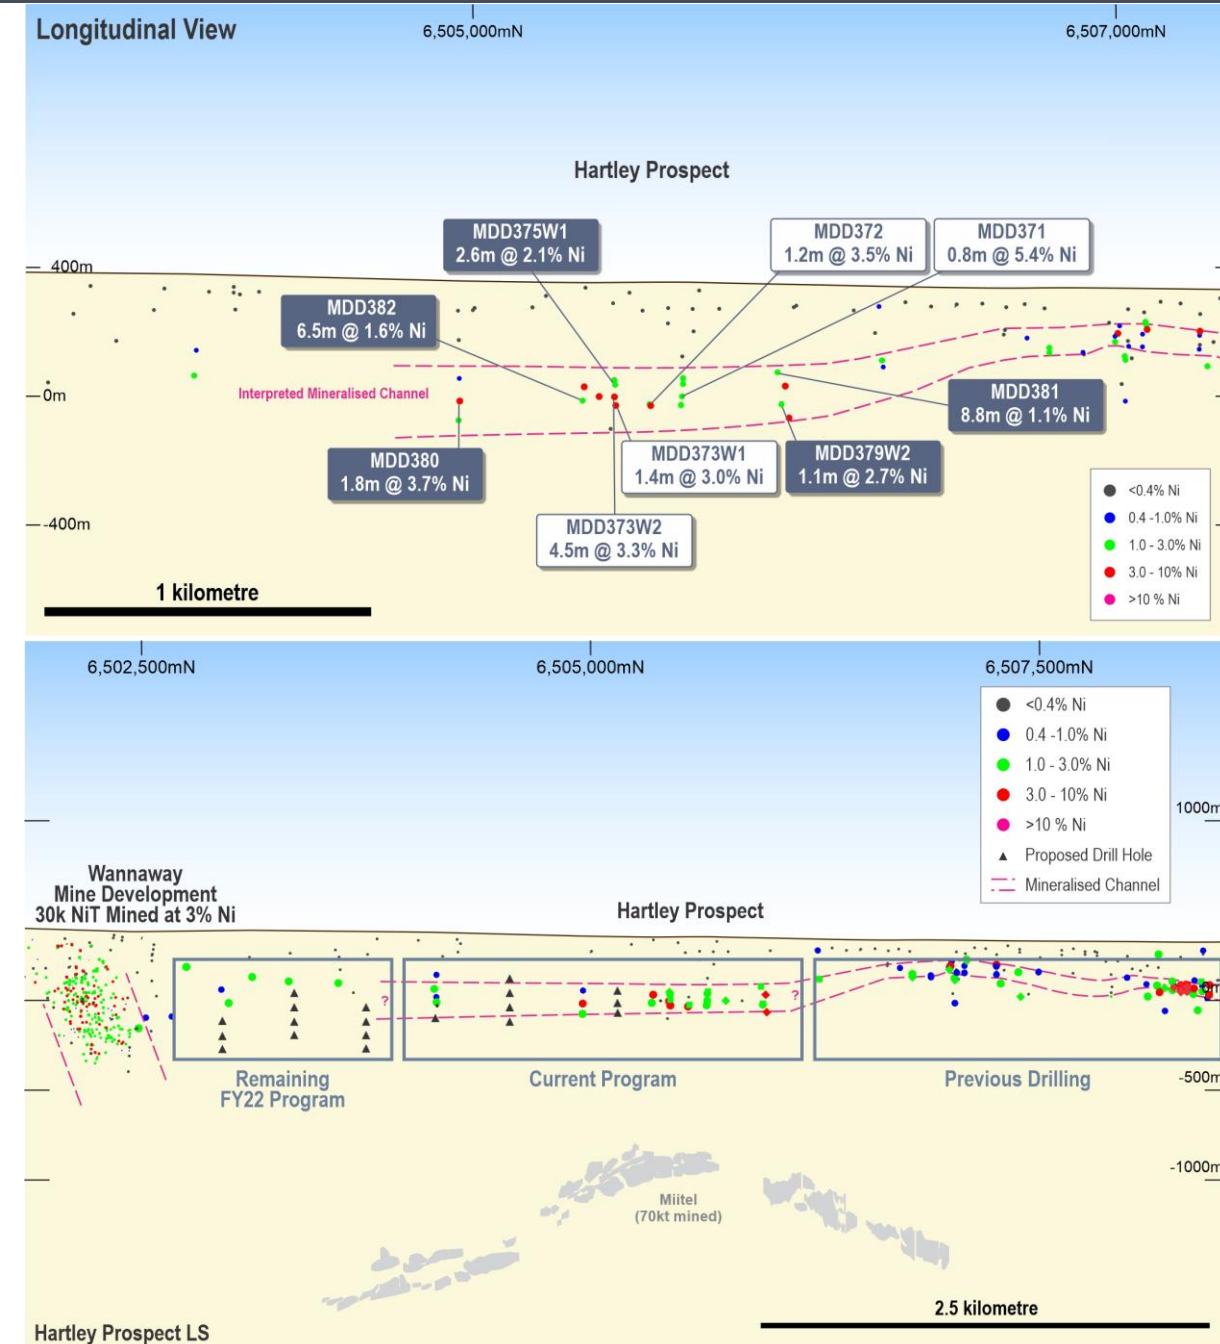 Longitudinal View
6,505,000mN
6,507,000mN
Hartley Prospect
MDD375W1
2.6m @ 2.1% Ni
MDD372
1.2m @ 3.5% Ni
MDD371
0.8m @ 5.4% Ni
400m
MDD382
6.5m @ 1.6% Ni
Interpreted Mineralised Channel
0m
MDD381
8.8m @ 1.1% Ni
MDD380
1.8m @ 3.7% Ni
MDD373W1
1.4m @ 3.0% Ni
MDD379W2
1.1m @ 2.7% Ni
-400m
MDD373W2
4.5m @ 3.3% Ni
<0.4% Ni
0.4 -1.0% Ni
1.0 - 3.0% Ni
3.0 - 10% Ni
>10 % Ni
1 kilometre
6,502,500mN
6,505,000mN
6,507,500mN
<0.4% Ni
0.4 -1.0% Ni
1.0 - 3.0% Ni
3.0 - 10% Ni
>10 % Ni
Proposed Drill Hole
Mineralised Channel
1000m
Wannaway
Mine Development
30k NiT Mined at 3% Ni
Hartley Prospect
?
?
0m
Remaining
FY22 Program
Current Program
Previous Drilling
-500m
-1000m
Miitel
(70kt mined)
2.5 kilometre
Hartley Prospect LS